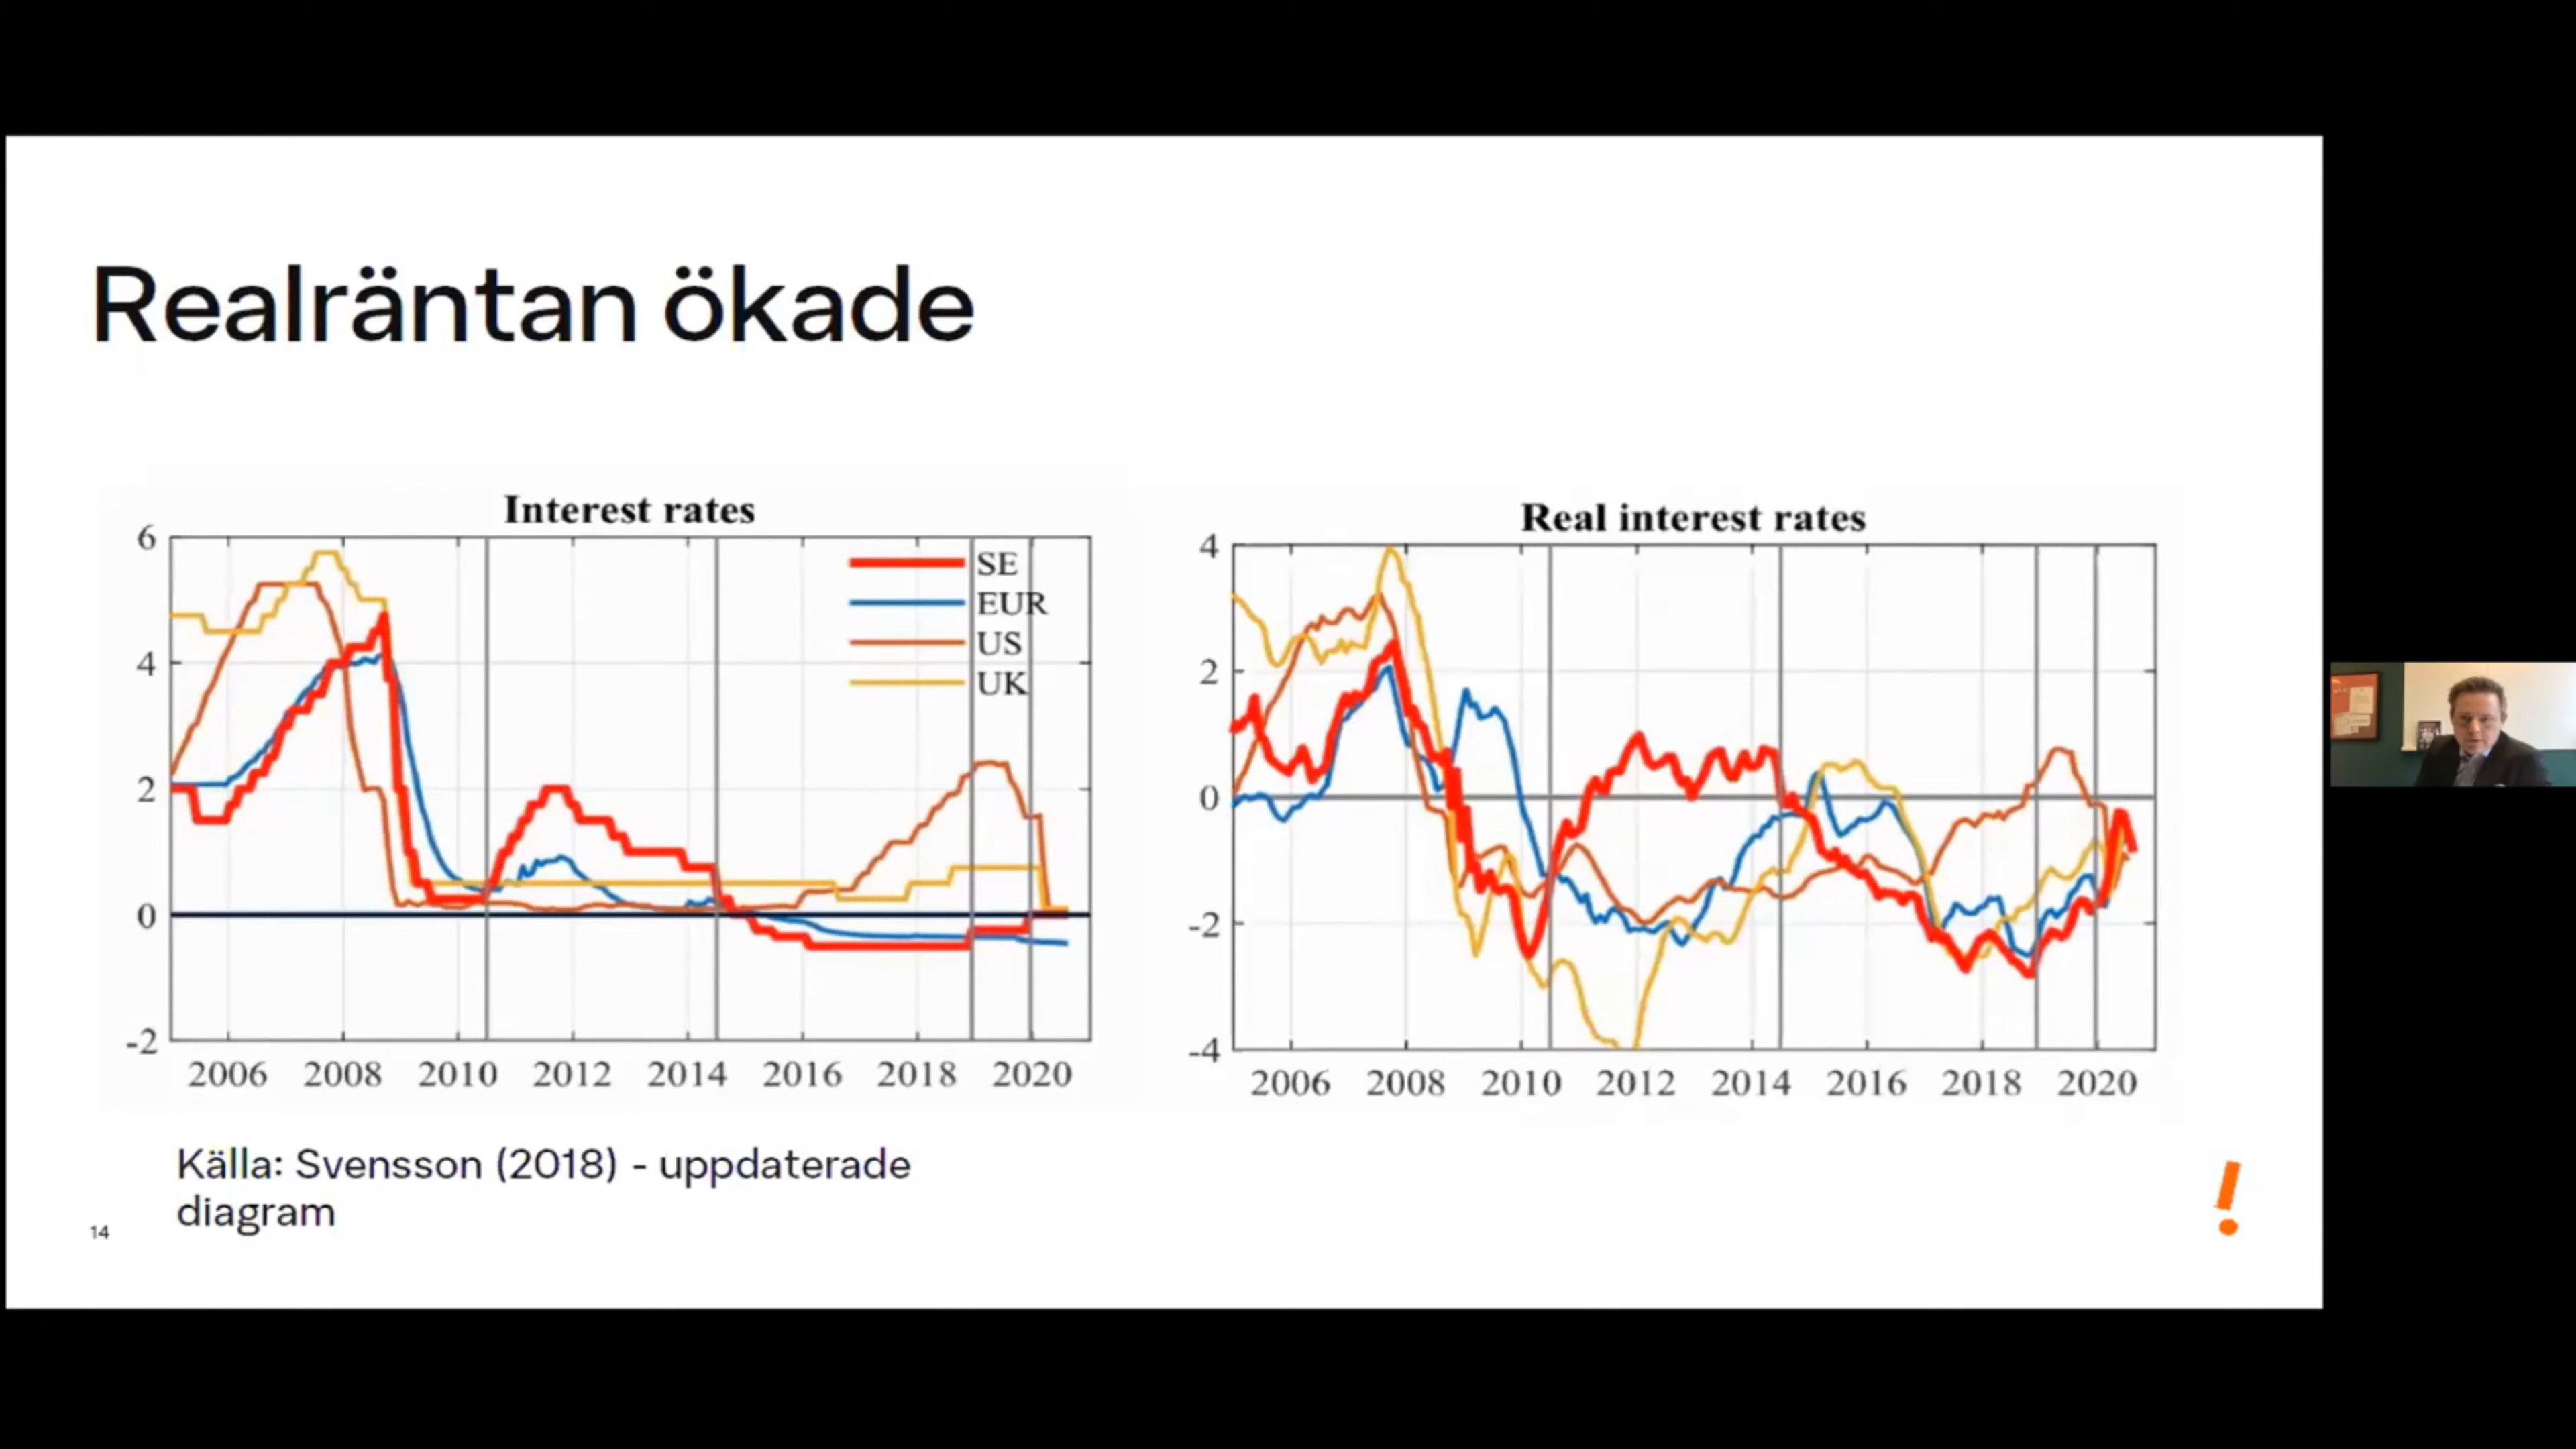 Realräntan ökade
Interest rates
6
4
2
0
-2
2006 2008 2010 2012 2014 2016 2018 2020
SE
EUR
US
UK
Real interest rates
4
2
0
-2
-4
2006 2008 2010 2012 2014 2016 2018 2020
Källa: Svensson (2018) - uppdaterade
diagram
14
!